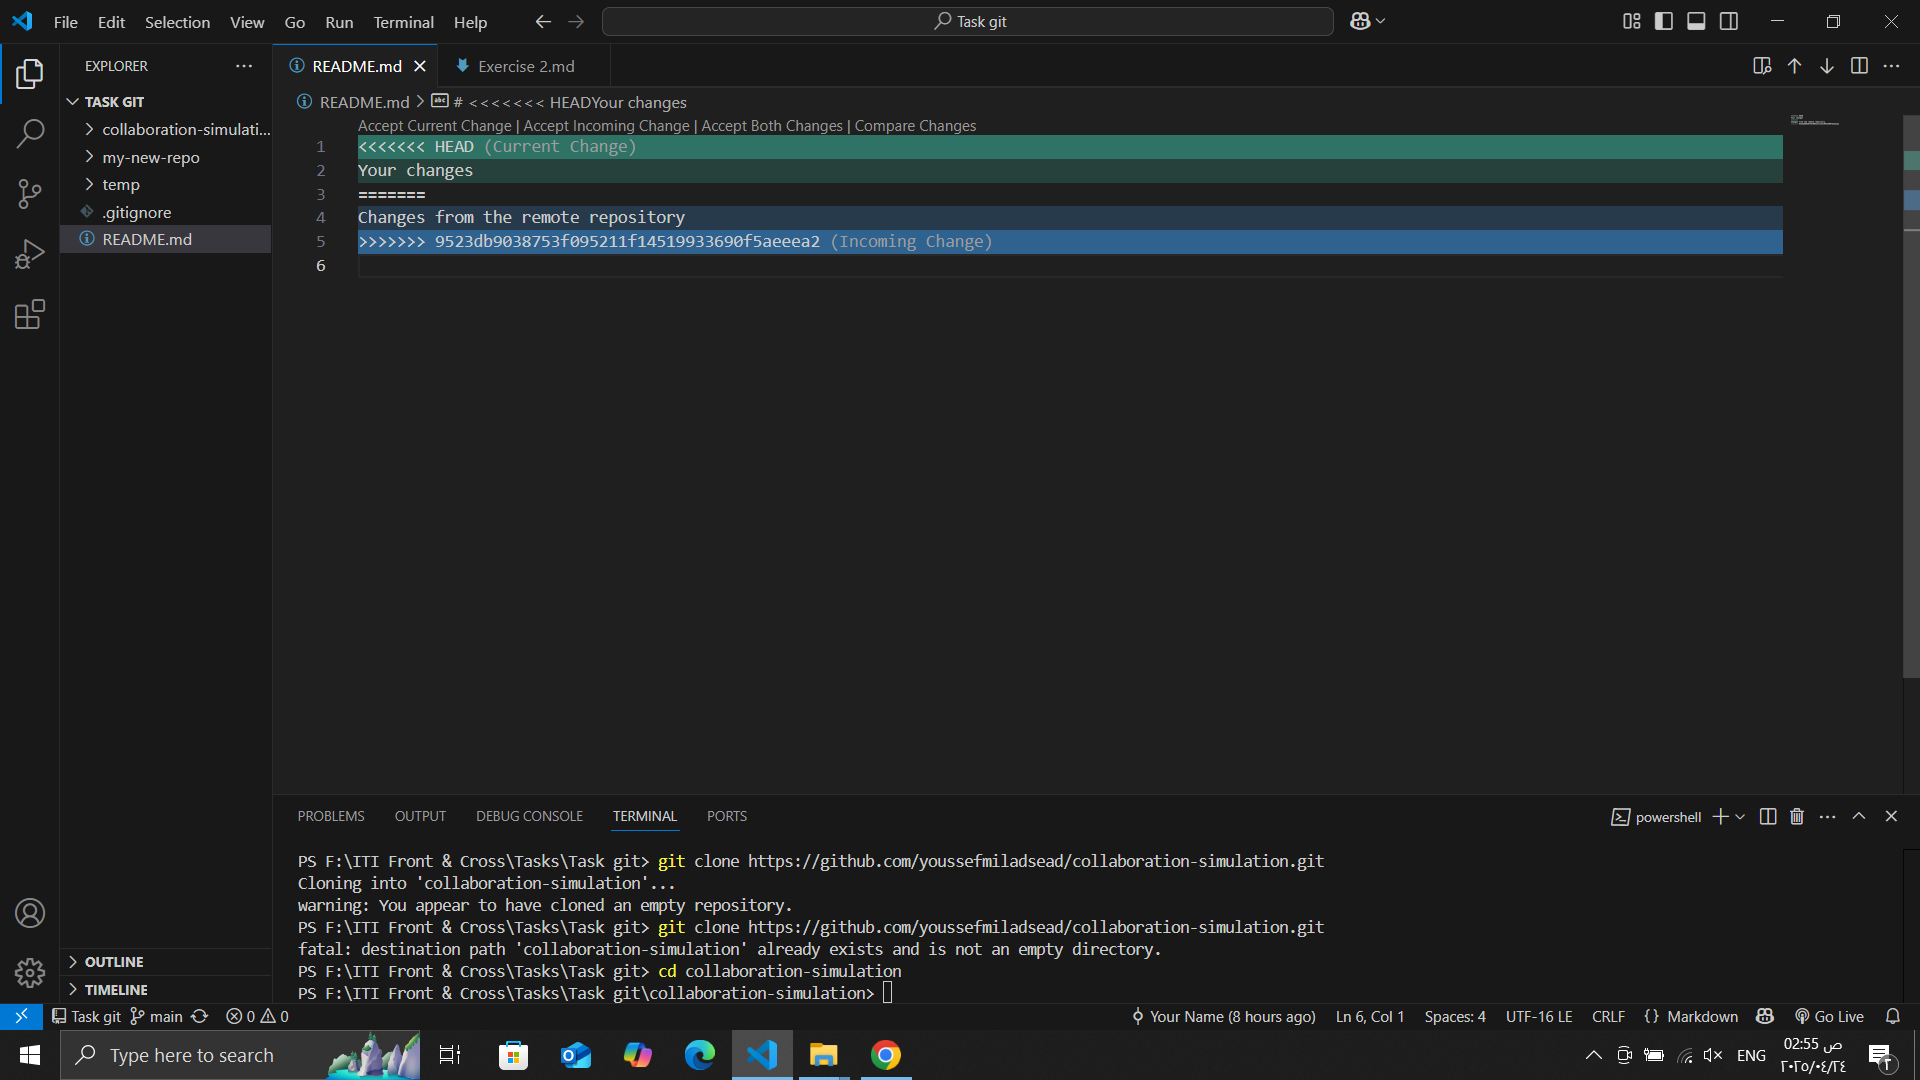 File Edit Selection View Go Run Terminal Help
Task git
EXPLORER
README.md
Exercise 2.md
TASK GIT
README.md > # <<<<<<< HEADYour changes
collaboration-simulati...
my-new-repo
temp
.gitignore
README.md
Accept Current Change | Accept Incoming Change | Accept Both Changes | Compare Changes
1 <<<<<<< HEAD (Current Change)
2 Your changes
3 =======
4 Changes from the remote repository
5 >>>>>>> 9523db9038753f095211f14519933690f5aeeea2 (Incoming Change)
6
PROBLEMS OUTPUT DEBUG CONSOLE TERMINAL PORTS
powershell
PS F:\ITI Front & Cross\Tasks\Task git> git clone https://github.com/youssefmiladsead/collaboration-simulation.git
Cloning into 'collaboration-simulation'...
warning: You appear to have cloned an empty repository.
PS F:\ITI Front & Cross\Tasks\Task git> git clone https://github.com/youssefmiladsead/collaboration-simulation.git
fatal: destination path 'collaboration-simulation' already exists and is not an empty directory.
PS F:\ITI Front & Cross\Tasks\Task git> cd collaboration-simulation
PS F:\ITI Front & Cross\Tasks\Task git\collaboration-simulation>
OUTLINE
TIMELINE
Task git main 0 0
Your Name (8 hours ago) Ln 6, Col 1 Spaces: 4 UTF-16 LE CRLF {} Markdown Go Live
Type here to search
ENG
02:55 ص
٢٠٢٥/٠٤/٢٤
٢